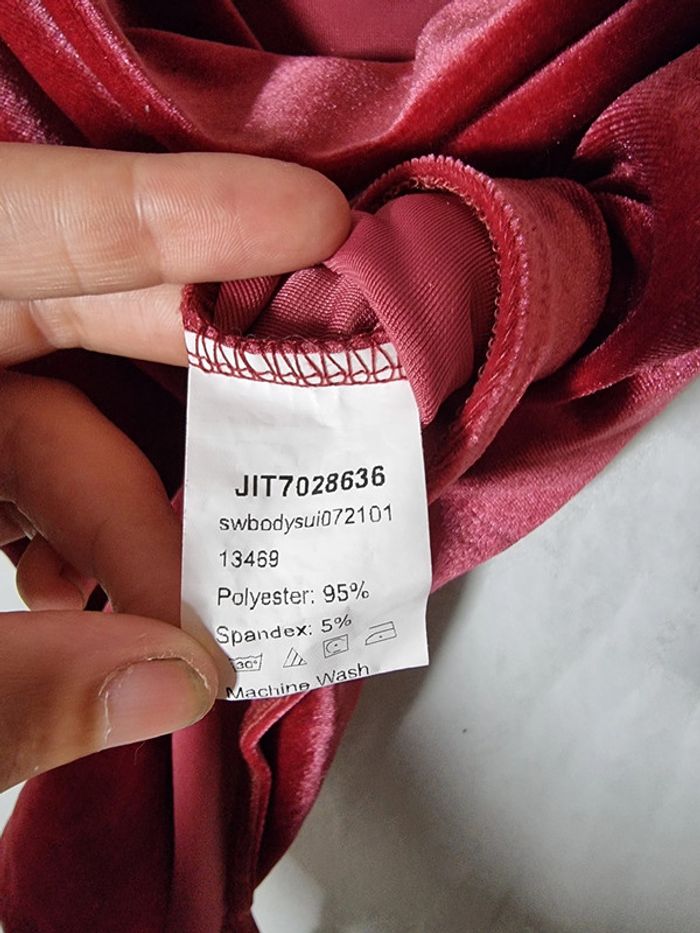 JIT7028636
swbodysui072101
13469
Polyester: 95%
Spandex: 5%
30°
Machine Wash